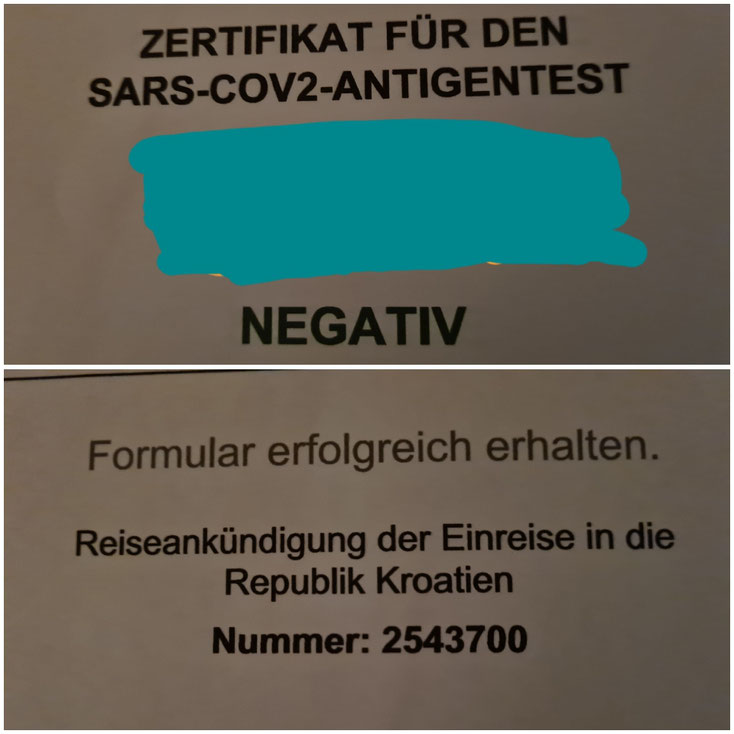 ZERTIFIKAT FÜR DEN
SARS-COV2-ANTIGENTEST
NEGATIV
Formular erfolgreich erhalten.
Reiseankündigung der Einreise in die
Republik Kroatien
Nummer: 2543700